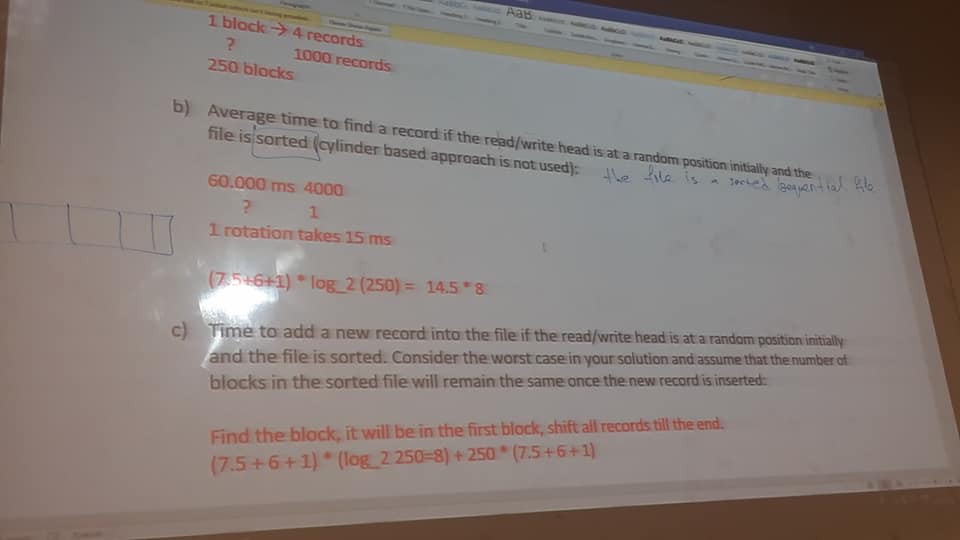 AaB
1 block → 4 records
? 1000 records
250 blocks
b) Average time to find a record if the read/write head is at a random position initially and the
file is sorted (cylinder based approach is not used):
the file is a sorted sequential file
60.000 ms 4000
? 1
1 rotation takes 15 ms
(7.5+6+1) * log_2 (250) = 14.5 * 8
c) Time to add a new record into the file if the read/write head is at a random position initially
and the file is sorted. Consider the worst case in your solution and assume that the number of
blocks in the sorted file will remain the same once the new record is inserted:
Find the block, it will be in the first block, shift all records till the end.
(7.5 + 6 + 1) * (log_2 250=8) + 250 * (7.5 + 6 + 1)